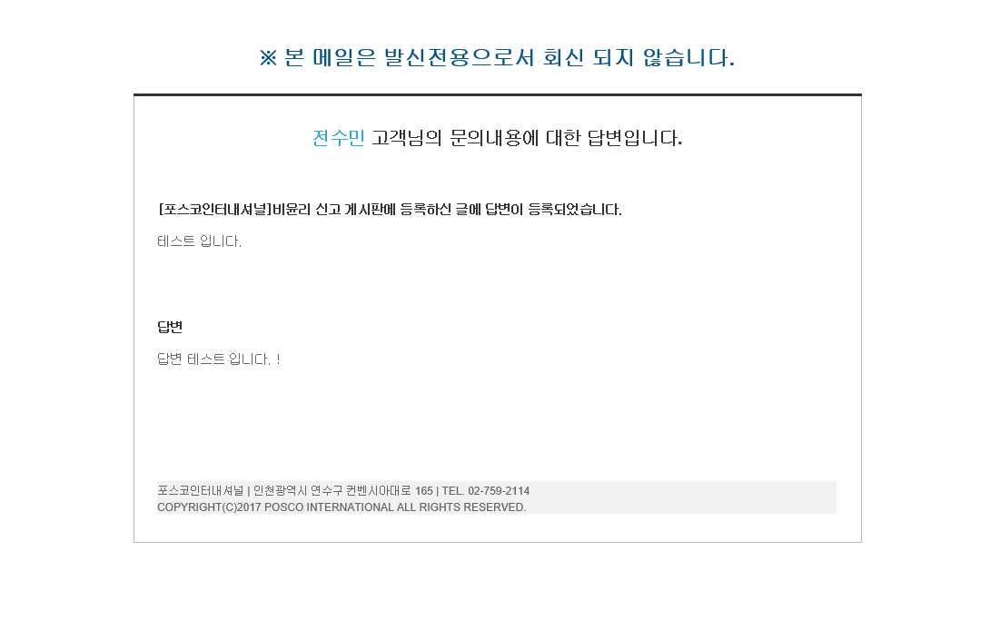 ※ 본 메일은 발신전용으로서 회신 되지 않습니다.
전수민 고객님의 문의내용에 대한 답변입니다.
[포스코인터내셔널]비윤리 신고 게시판에 등록하신 글에 답변이 등록되었습니다.
테스트 입니다.
답변
답변 테스트 입니다. !
포스코인터내셔널 | 인천광역시 연수구 컨벤시아대로 165 | TEL. 02-759-2114
COPYRIGHT(C)2017 POSCO INTERNATIONAL ALL RIGHTS RESERVED.